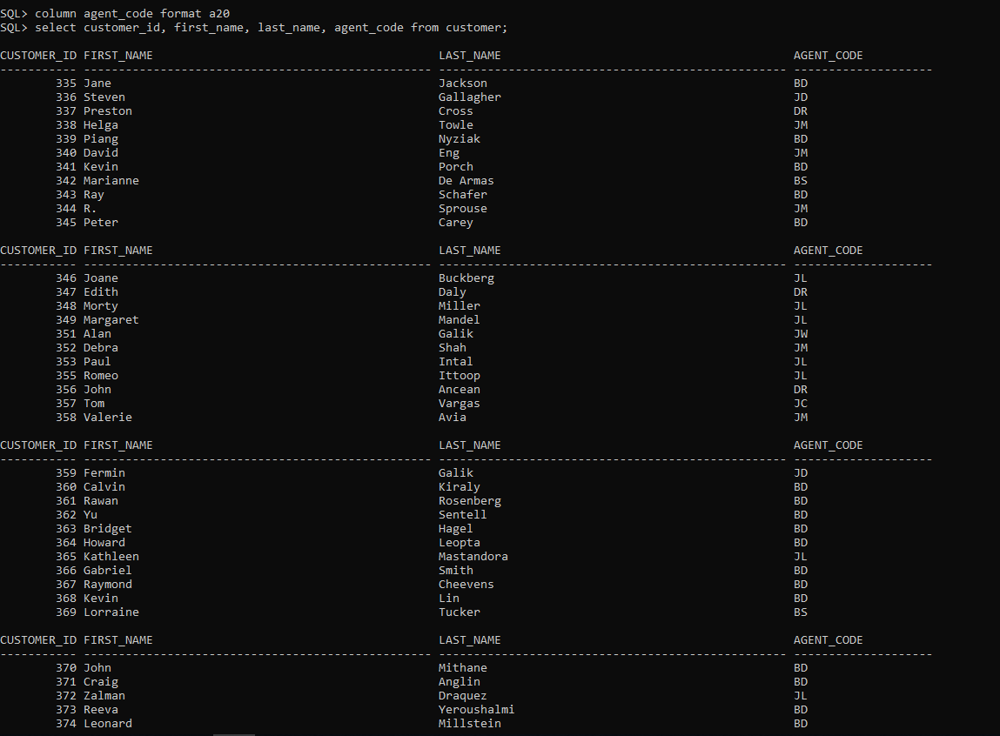 SQL> column agent_code format a20
SQL> select customer_id, first_name, last_name, agent_code from customer;
CUSTOMER_ID FIRST_NAME LAST_NAME AGENT_CODE
----------- -------------------------------------------------- -------------------------------------------------- --------------------
335 Jane Jackson BD
336 Steven Gallagher JD
337 Preston Cross DR
338 Helga Towle JM
339 Piang Nyziak BD
340 David Eng JM
341 Kevin Porch BD
342 Marianne De Armas BS
343 Ray Schafer BD
344 R. Sprouse JM
345 Peter Carey BD
CUSTOMER_ID FIRST_NAME LAST_NAME AGENT_CODE
----------- -------------------------------------------------- -------------------------------------------------- --------------------
346 Joane Buckberg JL
347 Edith Daly DR
348 Morty Miller JL
349 Margaret Mandel JL
351 Alan Galik JW
352 Debra Shah JM
353 Paul Intal JL
355 Romeo Ittoop JL
356 John Ancean DR
357 Tom Vargas JC
358 Valerie Avia JM
CUSTOMER_ID FIRST_NAME LAST_NAME AGENT_CODE
----------- -------------------------------------------------- -------------------------------------------------- --------------------
359 Fermin Galik JD
360 Calvin Kiraly BD
361 Rawan Rosenberg BD
362 Yu Sentell BD
363 Bridget Hagel BD
364 Howard Leopta BD
365 Kathleen Mastandora JL
366 Gabriel Smith BD
367 Raymond Cheevens BD
368 Kevin Lin BD
369 Lorraine Tucker BS
CUSTOMER_ID FIRST_NAME LAST_NAME AGENT_CODE
----------- -------------------------------------------------- -------------------------------------------------- --------------------
370 John Mithane BD
371 Craig Anglin BD
372 Zalman Draquez JL
373 Reeva Yeroushalmi BD
374 Leonard Millstein BD